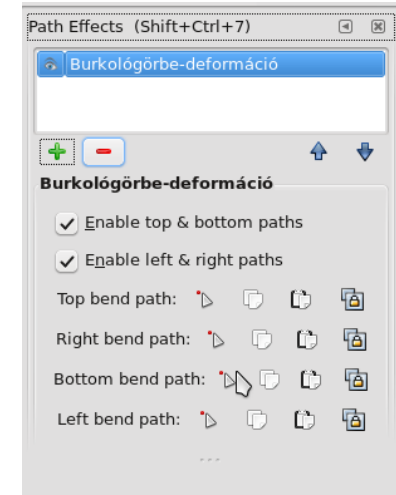 Path Effects (Shift+Ctrl+7)
Burkológörbe-deformáció
Burkológörbe-deformáció
Enable top & bottom paths
Enable left & right paths
Top bend path:
Right bend path:
Bottom bend path:
Left bend path: